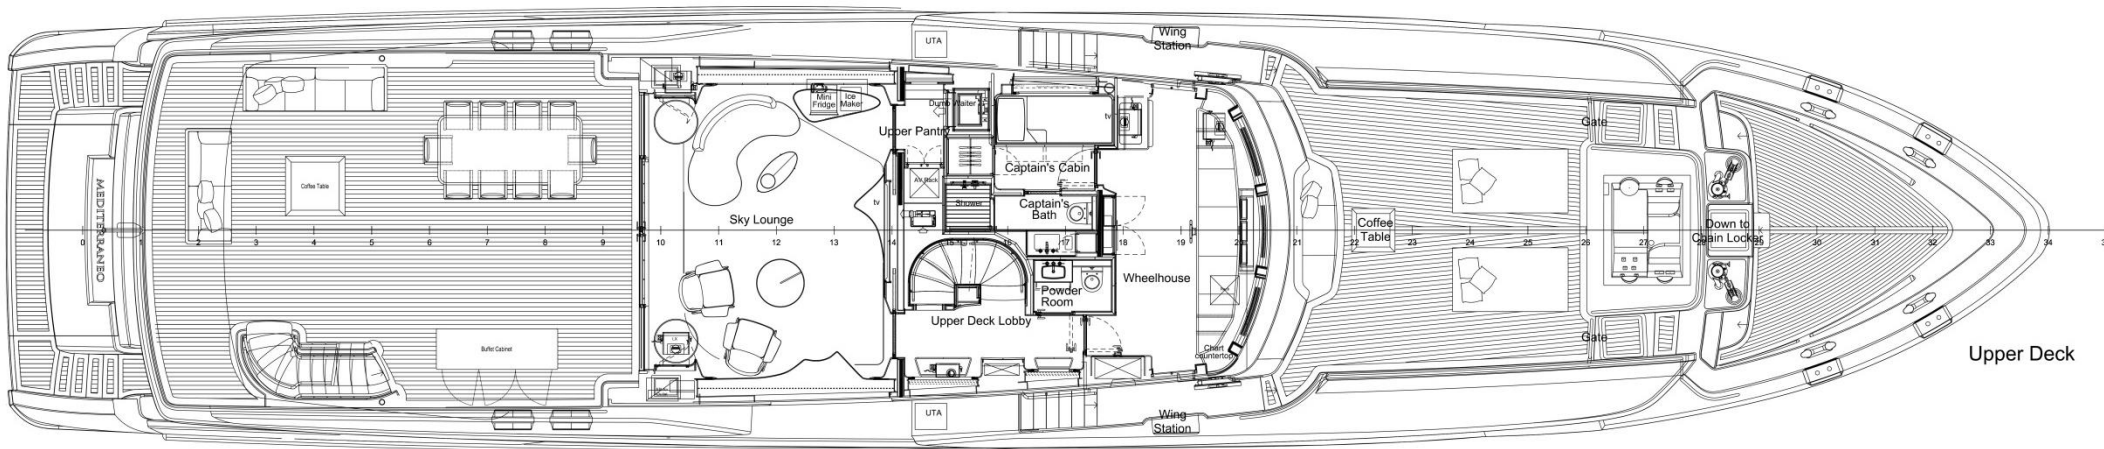 UTA
Wing
Station
Mini
Fridge
Ice
Maker
Dumb Waiter
tv
Gate
Upper Pantry
Captain's Cabin
AV Rack
Coffee Table
MEDITERRANEO
Shower
Captain's
Bath
tv
Sky Lounge
Coffee
Table
Down to
Chain Locker
0 1 2 3 4 5 6 7 8 9 10 11 12 13 14 15 16 17 18 19 20 21 22 23 24 25 26 27 28 29 30 31 32 33 34
Wheelhouse
Powder
Room
Upper Deck Lobby
Buffet Cabinet
Chart
countertop
Gate
Upper Deck
UTA
Wing
Station